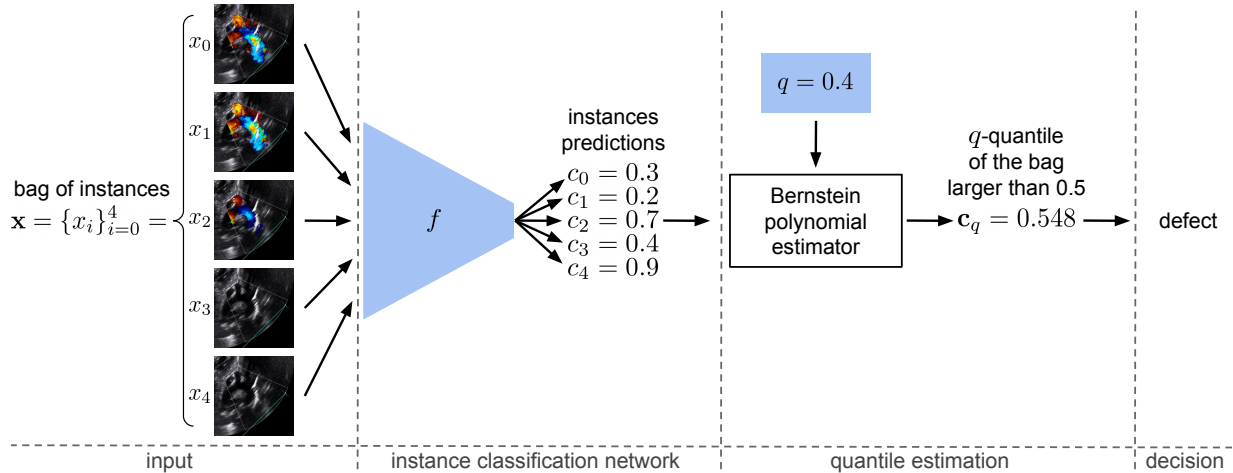 bag of instances
𝐱 = {x_i}_{i=0}^4 =
x_0
x_1
x_2
x_3
x_4
f
instances
predictions
c_0 = 0.3
c_1 = 0.2
c_2 = 0.7
c_3 = 0.4
c_4 = 0.9
q = 0.4
Bernstein
polynomial
estimator
q-quantile
of the bag
larger than 0.5
𝐜_q = 0.548
defect
input
instance classification network
quantile estimation
decision